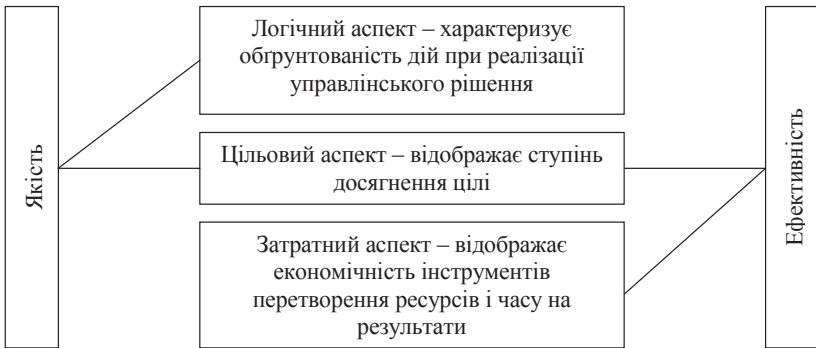 Якість
Логічний аспект – характеризує
обґрунтованість дій при реалізації
управлінського рішення
Цільовий аспект – відображає ступінь
досягнення цілі
Затратний аспект – відображає
економічність інструментів
перетворення ресурсів і часу на
результати
Ефективність